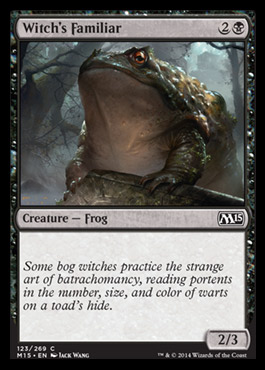 Witch's Familiar 2
Creature — Frog M15
Some bog witches practice the strange
art of batrachomancy, reading portents
in the number, size, and color of warts
on a toad's hide.
2/3
123/269 C
M15 • EN Jack Wang ™ & © 2014 Wizards of the Coast